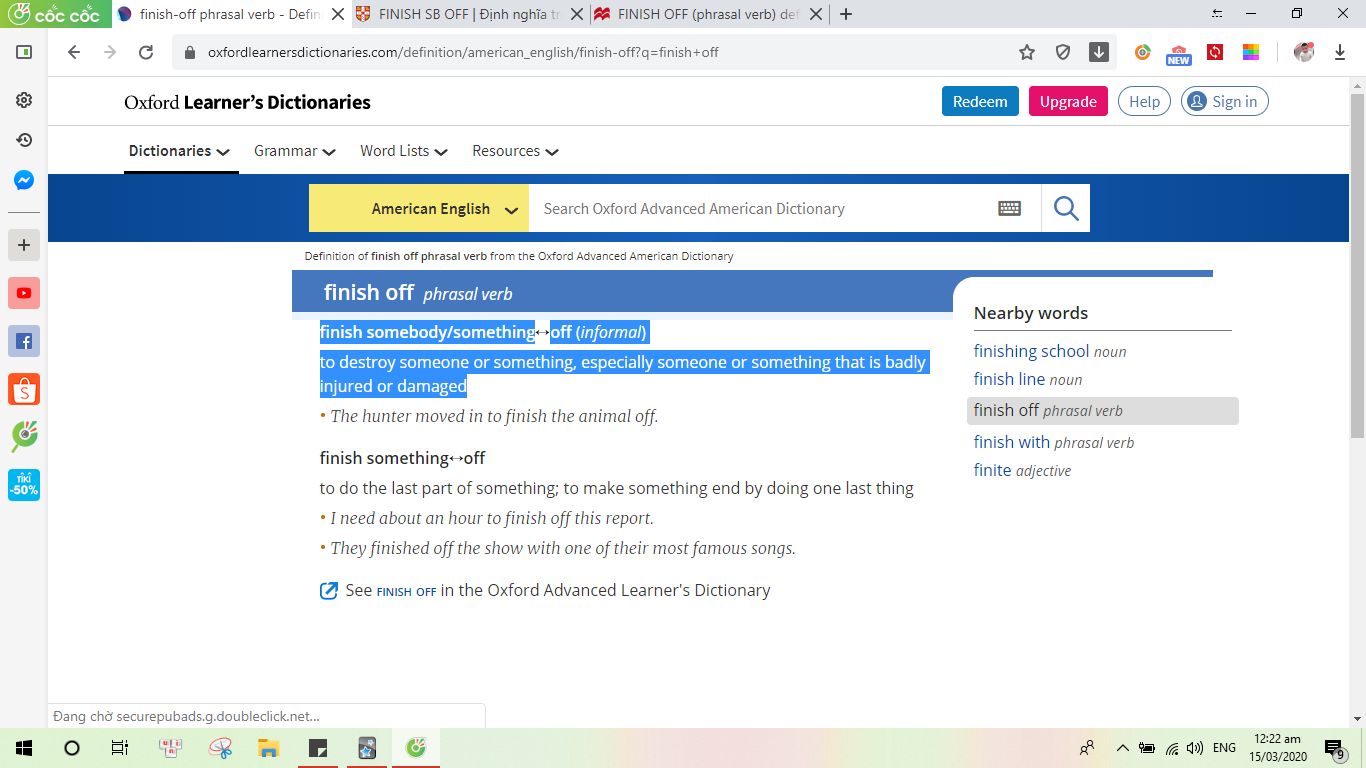 cốc cốc
finish-off phrasal verb - Defin
FINISH SB OFF | Định nghĩa tr
FINISH OFF (phrasal verb) def
oxfordlearnersdictionaries.com/definition/american_english/finish-off?q=finish+off
NEW
Oxford Learner's Dictionaries
Redeem
Upgrade
Help
Sign in
Dictionaries
Grammar
Word Lists
Resources
American English
Search Oxford Advanced American Dictionary
Definition of finish off phrasal verb from the Oxford Advanced American Dictionary
finish off phrasal verb
finish somebody/something↔off (informal)
to destroy someone or something, especially someone or something that is badly
injured or damaged
• The hunter moved in to finish the animal off.
finish something↔off
to do the last part of something; to make something end by doing one last thing
• I need about an hour to finish off this report.
• They finished off the show with one of their most famous songs.
See FINISH OFF in the Oxford Advanced Learner's Dictionary
Nearby words
finishing school noun
finish line noun
finish off phrasal verb
finish with phrasal verb
finite adjective
TIKI
-50%
Đang chờ securepubads.g.doubleclick.net...
ENG
12:22 am
15/03/2020
9